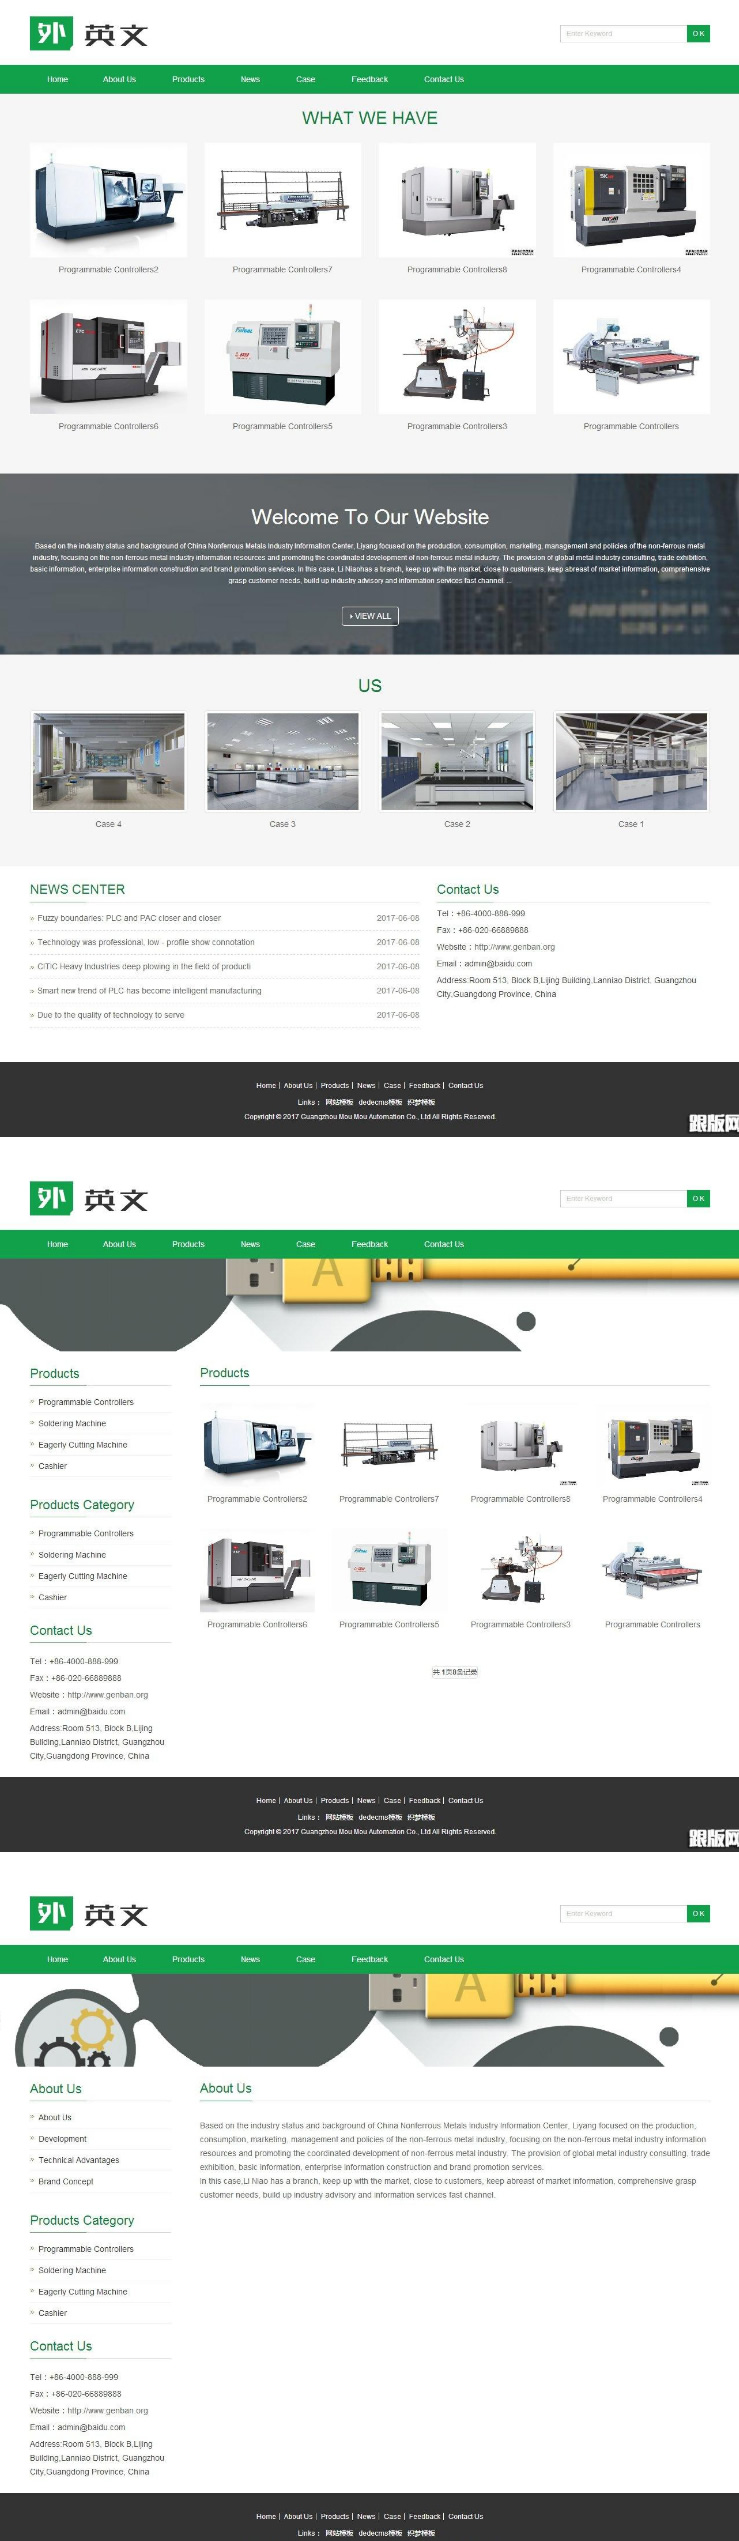 外 英文
Enter Keyword
OK
Home About Us Products News Case Feedback Contact Us
WHAT WE HAVE
Programmable Controllers2 Programmable Controllers7 Programmable Controllers8 Programmable Controllers4
Programmable Controllers6 Programmable Controllers5 Programmable Controllers3 Programmable Controllers
Welcome To Our Website
Based on the industry status and background of China Nonferrous Metals Industry Information Center, Liyang focused on the production, consumption, marketing, management and policies of the non-ferrous metal
industry, focusing on the non-ferrous metal industry information resources and promoting the coordinated development of non-ferrous metal industry. The provision of global metal industry consulting, trade exhibition,
basic information, enterprise information construction and brand promotion services. In this case, Li Niaohas a branch, keep up with the market, close to customers, keep abreast of market information, comprehensive
grasp customer needs, build up industry advisory and information services fast channel. ...
VIEW ALL
US
Case 4 Case 3 Case 2 Case 1
NEWS CENTER
» Fuzzy boundaries: PLC and PAC closer and closer 2017-06-08
» Technology was professional, low - profile show connotation 2017-06-08
» CITIC Heavy Industries deep plowing in the field of producti 2017-06-08
» Smart new trend of PLC has become intelligent manufacturing 2017-06-08
» Due to the quality of technology to serve 2017-06-08
Contact Us
Tel：+86-4000-888-999
Fax：+86-020-66889888
Website：http://www.genban.org
Email：admin@baidu.com
Address:Room 513, Block B,Lijing Building,Lanniao District, Guangzhou
City,Guangdong Province, China
Home | About Us | Products | News | Case | Feedback | Contact Us
Links： 网站模板 dedecms模板 织梦模板
Copyright © 2017 Guangzhou Mou Mou Automation Co., Ltd All Rights Reserved.
跟版网
外 英文
Enter Keyword
OK
Home About Us Products News Case Feedback Contact Us
A
Products
» Programmable Controllers
» Soldering Machine
» Eagerly Cutting Machine
» Cashier
Products Category
» Programmable Controllers
» Soldering Machine
» Eagerly Cutting Machine
» Cashier
Contact Us
Tel：+86-4000-888-999
Fax：+86-020-66889888
Website：http://www.genban.org
Email：admin@baidu.com
Address:Room 513, Block B,Lijing
Building,Lanniao District, Guangzhou
City,Guangdong Province, China
Products
Programmable Controllers2 Programmable Controllers7 Programmable Controllers8 Programmable Controllers4
Programmable Controllers6 Programmable Controllers5 Programmable Controllers3 Programmable Controllers
共 1页8条记录
Home | About Us | Products | News | Case | Feedback | Contact Us
Links： 网站模板 dedecms模板 织梦模板
Copyright © 2017 Guangzhou Mou Mou Automation Co., Ltd All Rights Reserved.
跟版网
外 英文
Enter Keyword
OK
Home About Us Products News Case Feedback Contact Us
A
About Us
» About Us
» Development
» Technical Advantages
» Brand Concept
Products Category
» Programmable Controllers
» Soldering Machine
» Eagerly Cutting Machine
» Cashier
Contact Us
Tel：+86-4000-888-999
Fax：+86-020-66889888
Website：http://www.genban.org
Email：admin@baidu.com
Address:Room 513, Block B,Lijing
Building,Lanniao District, Guangzhou
City,Guangdong Province, China
About Us
Based on the industry status and background of China Nonferrous Metals Industry Information Center, Liyang focused on the production,
consumption, marketing, management and policies of the non-ferrous metal industry, focusing on the non-ferrous metal industry information
resources and promoting the coordinated development of non-ferrous metal industry. The provision of global metal industry consulting, trade
exhibition, basic information, enterprise information construction and brand promotion services.
In this case,Li Niao has a branch, keep up with the market, close to customers, keep abreast of market information, comprehensive grasp
customer needs, build up industry advisory and information services fast channel.
Home | About Us | Products | News | Case | Feedback | Contact Us
Links： 网站模板 dedecms模板 织梦模板